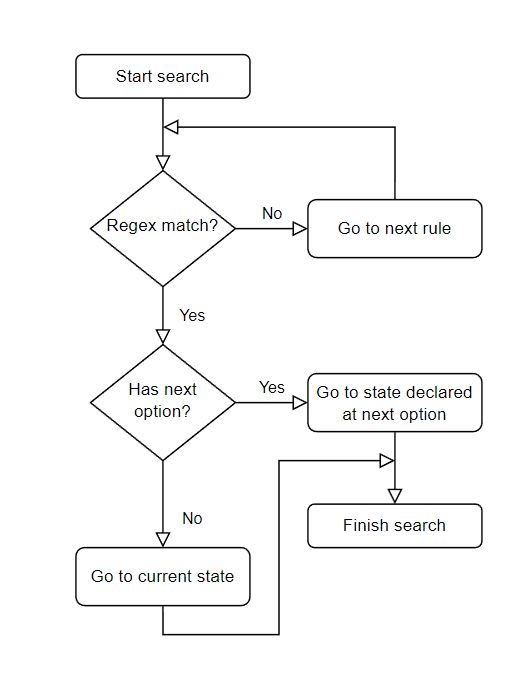 Start search
Regex match?
No
Go to next rule
Yes
Has next
option?
Yes
Go to state declared
at next option
No
Finish search
Go to current state